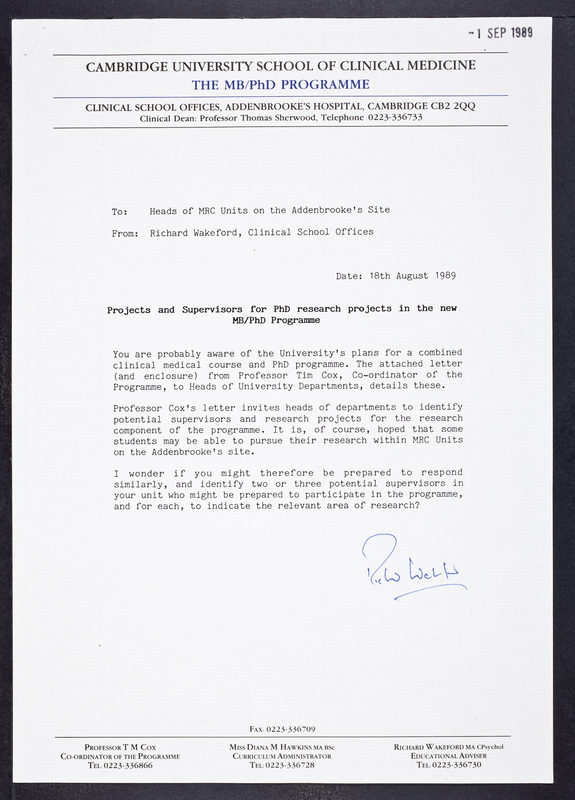 -1 SEP 1989
CAMBRIDGE UNIVERSITY SCHOOL OF CLINICAL MEDICINE
THE MB/PhD PROGRAMME
CLINICAL SCHOOL OFFICES, ADDENBROOKE'S HOSPITAL, CAMBRIDGE CB2 2QQ
Clinical Dean: Professor Thomas Sherwood, Telephone 0223-336733
To: Heads of MRC Units on the Addenbrooke's Site
From: Richard Wakeford, Clinical School Offices
Date: 18th August 1989
Projects and Supervisors for PhD research projects in the new
MB/PhD Programme
You are probably aware of the University's plans for a combined
clinical medical course and PhD programme. The attached letter
(and enclosure) from Professor Tim Cox, Co-ordinator of the
Programme, to Heads of University Departments, details these.
Professor Cox's letter invites heads of departments to identify
potential supervisors and research projects for the research
component of the programme. It is, of course, hoped that some
students may be able to pursue their research within MRC Units
on the Addenbrooke's site.
I wonder if you might therefore be prepared to respond
similarly, and identify two or three potential supervisors in
your unit who might be prepared to participate in the programme,
and for each, to indicate the relevant area of research?
FAX: 0223-336709
PROFESSOR T M COX
CO-ORDINATOR OF THE PROGRAMME
TEL: 0223-336866
MISS DIANA M HAWKINS MA BSc
CURRICULUM ADMINISTRATOR
TEL: 0223-336728
RICHARD WAKEFORD MA CPsychol
EDUCATIONAL ADVISER
TEL: 0223-336730